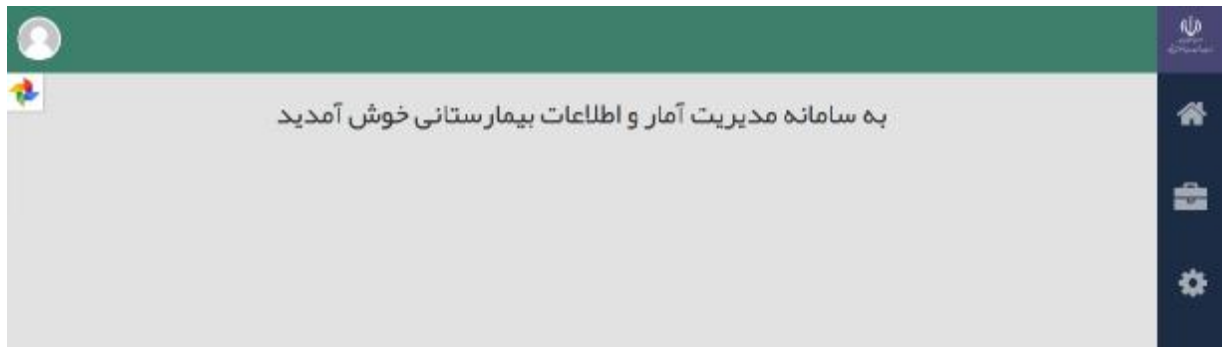 به سامانه مدیریت آمار و اطلاعات بیمارستانی خوش آمدید